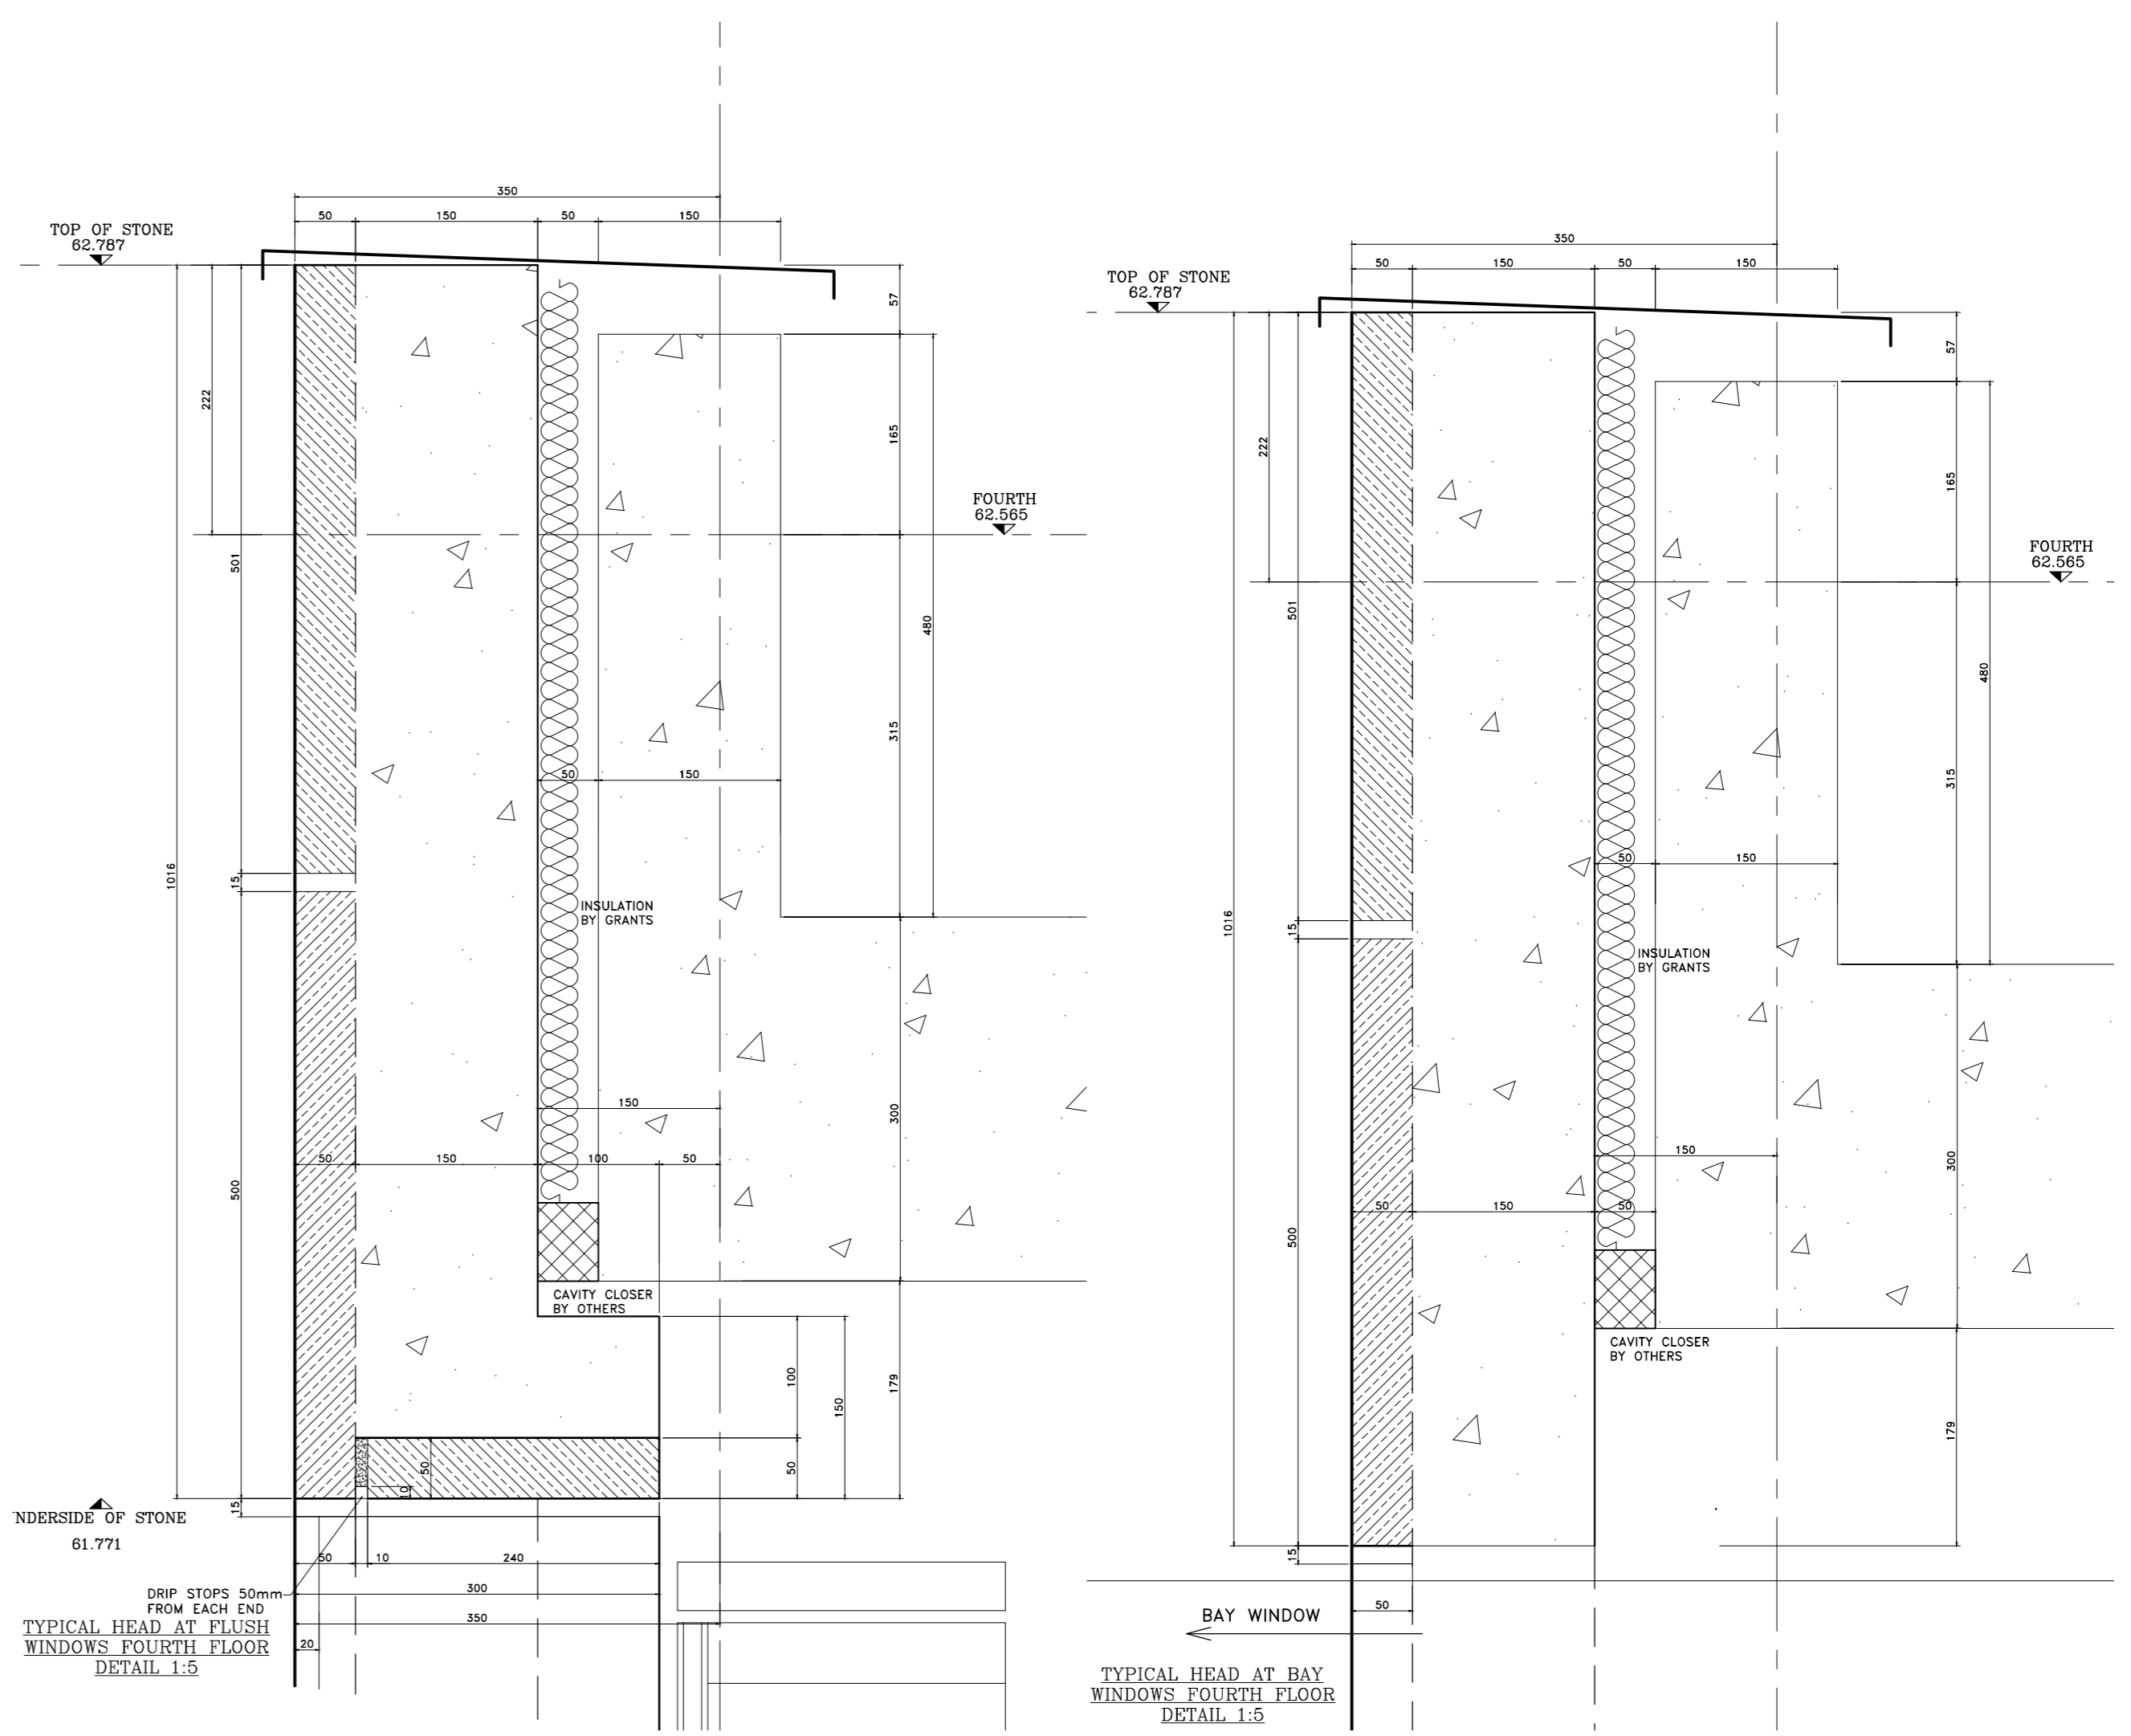 350
50
150
50
150
TOP OF STONE
62.787
57
222
165
FOURTH
62.565
501
480
315
50
150
1016
15
INSULATION
BY GRANTS
150
300
50
150
100
50
500
CAVITY CLOSER
BY OTHERS
100
150
179
50
50
10
15
NDERSIDE OF STONE
61.771
50
10
240
DRIP STOPS 50mm
FROM EACH END
300
350
20
TYPICAL HEAD AT FLUSH
WINDOWS FOURTH FLOOR
DETAIL 1:5
350
50
150
50
150
TOP OF STONE
62.787
57
222
165
FOURTH
62.565
501
480
315
50
150
1016
15
INSULATION
BY GRANTS
150
300
50
150
50
500
CAVITY CLOSER
BY OTHERS
179
15
50
BAY WINDOW
TYPICAL HEAD AT BAY
WINDOWS FOURTH FLOOR
DETAIL 1:5